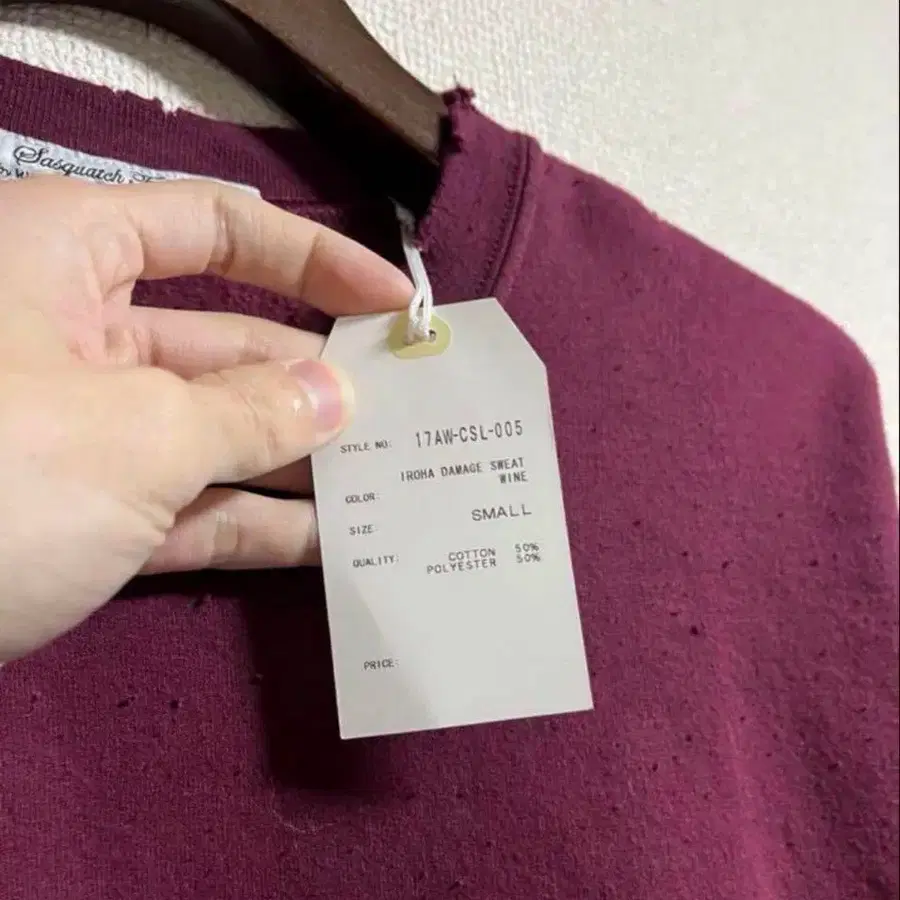 Sasquatch
STYLE NO: 17AW-CSL-005
IROHA DAMAGE SWEAT
COLOR: WINE
SIZE: SMALL
QUALITY: COTTON 50%
POLYESTER 50%
PRICE: